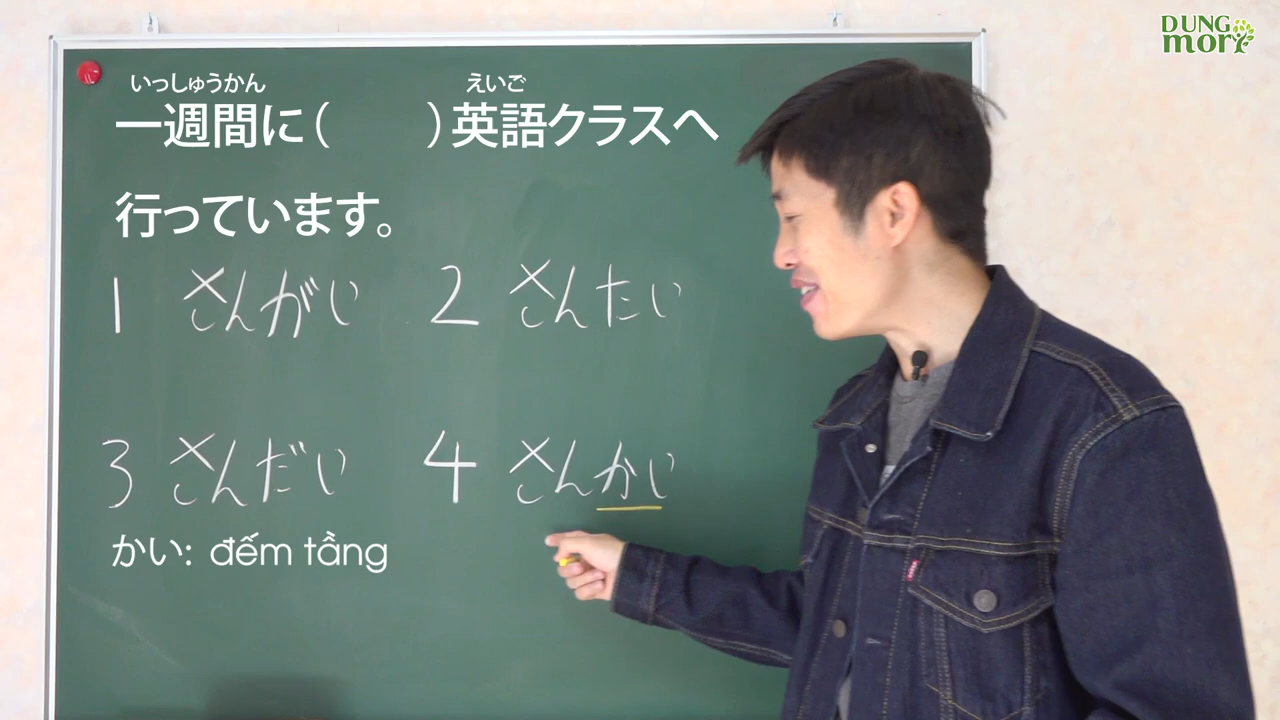 DUNG
mori
いっしゅうかん えいご
一週間に( )英語クラスへ
行っています。
1 さんがい 2 さんたい
3 さんだい 4 さんかい
かい: đếm tầng